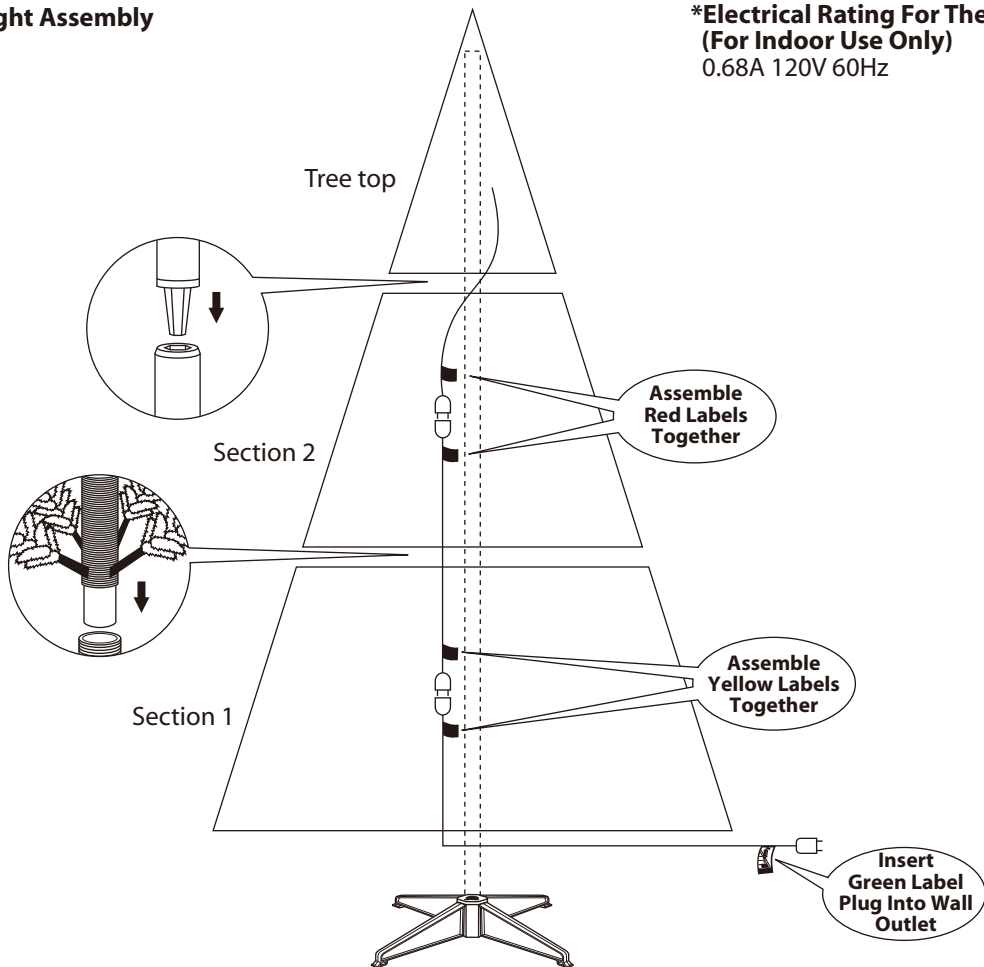 ght Assembly
*Electrical Rating For The
(For Indoor Use Only)
0.68A 120V 60Hz
Tree top
Assemble
Red Labels
Together
Section 2
Assemble
Yellow Labels
Together
Section 1
Insert
Green Label
Plug Into Wall
Outlet